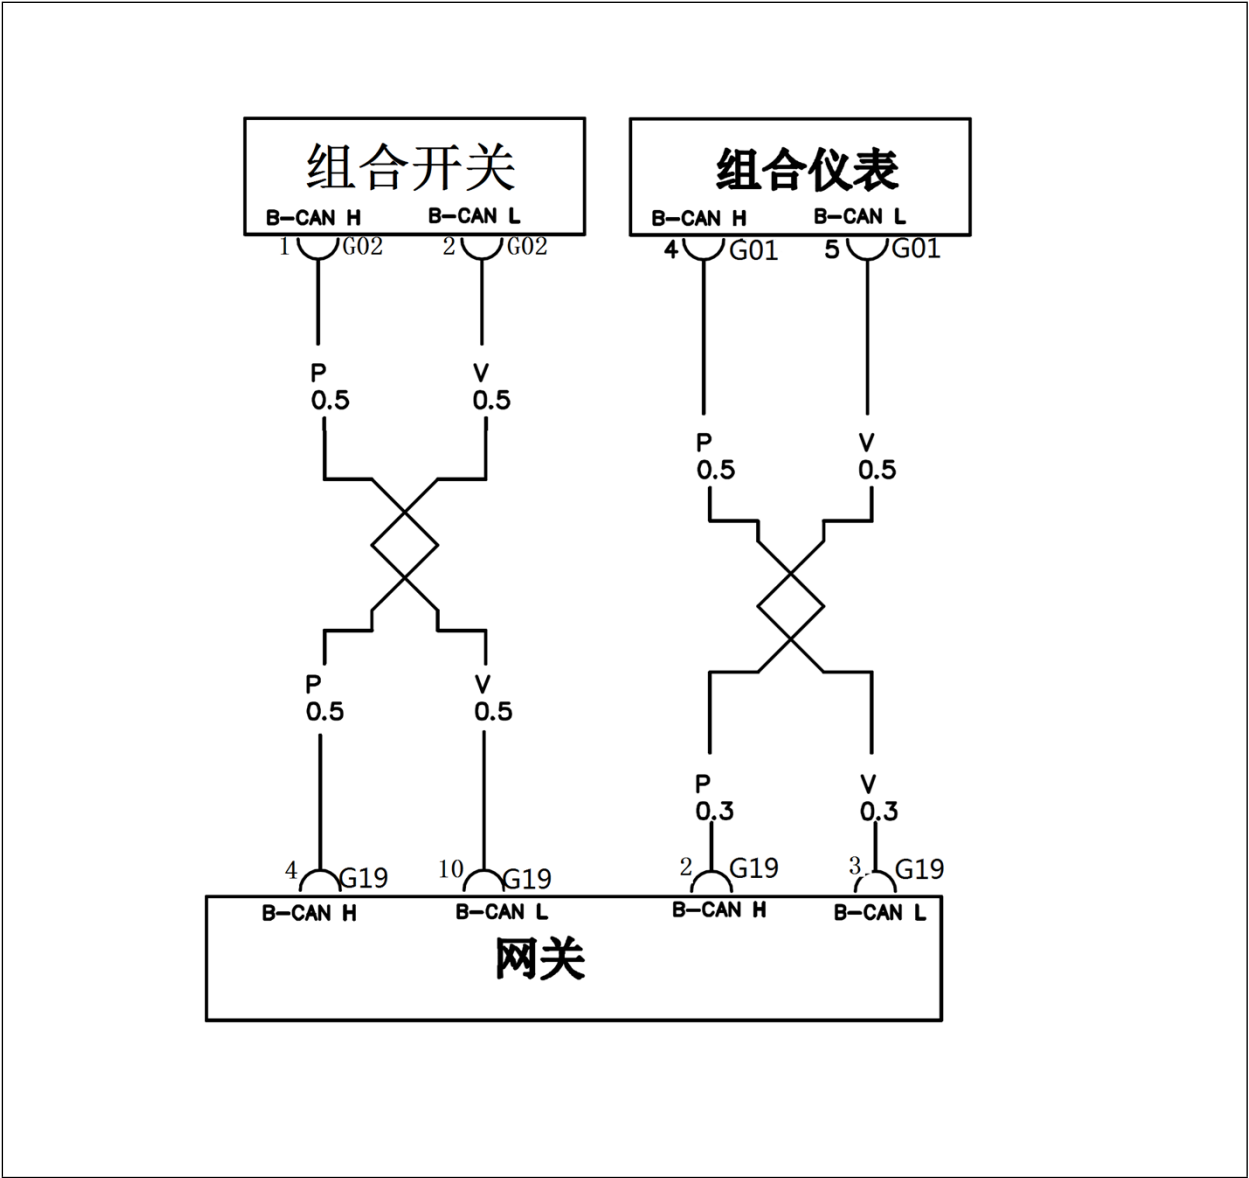 组合开关
B-CAN H
B-CAN L
1
G02
2
G02
组合仪表
B-CAN H
B-CAN L
4
G01
5
G01
P
0.5
V
0.5
P
0.5
V
0.5
P
0.5
V
0.5
P
0.3
V
0.3
4
G19
10
G19
2
G19
3
G19
B-CAN H
B-CAN L
B-CAN H
B-CAN L
网关